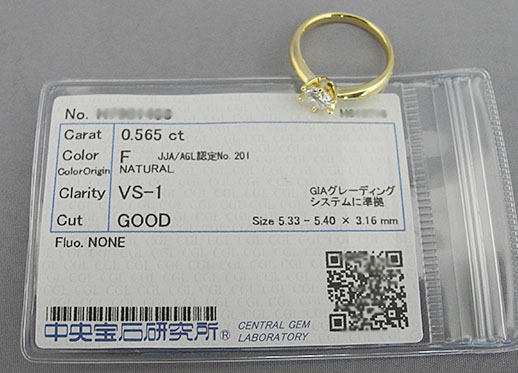 No.
Carat 0.565 ct
Color F JJA/AGL認定No. 201
ColorOrigin NATURAL
Clarity VS-1 GIAグレーディング
システムに準拠
Cut GOOD Size 5.33 - 5.40 × 3.16 mm
Fluo. NONE
中央宝石研究所® CENTRAL GEM
LABORATORY